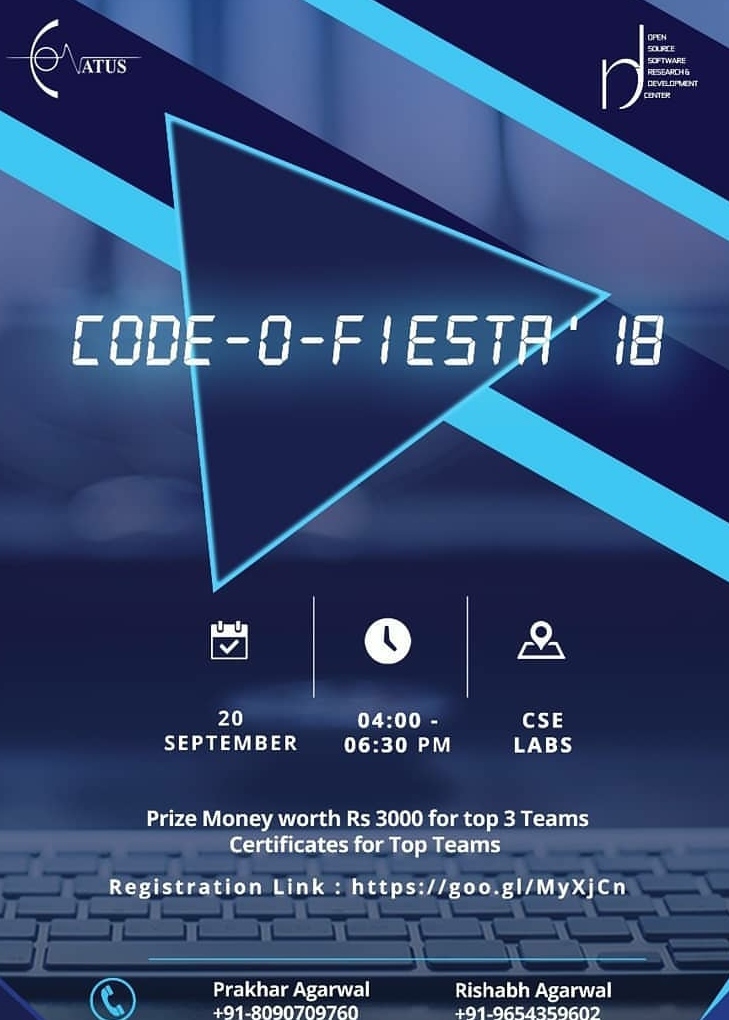 CONATUS
OPEN
SOURCE
SOFTWARE
RESEARCH &
DEVELOPMENT
CENTER
CODE-O-FIESTA'18
20
SEPTEMBER
04:00 -
06:30 PM
CSE
LABS
Prize Money worth Rs 3000 for top 3 Teams
Certificates for Top Teams
Registration Link : https://goo.gl/MyXjCn
Prakhar Agarwal
+91-8090709760
Rishabh Agarwal
+91-9654359602